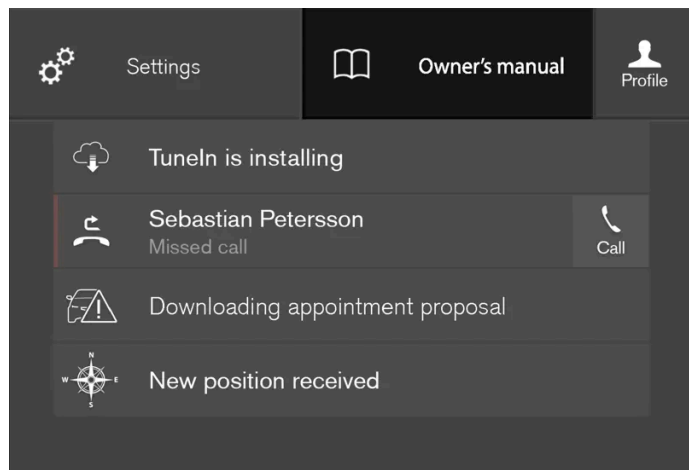 Settings
Owner's manual
Profile
TuneIn is installing
Sebastian Petersson
Missed call
Call
Downloading appointment proposal
N
W E
S
New position received